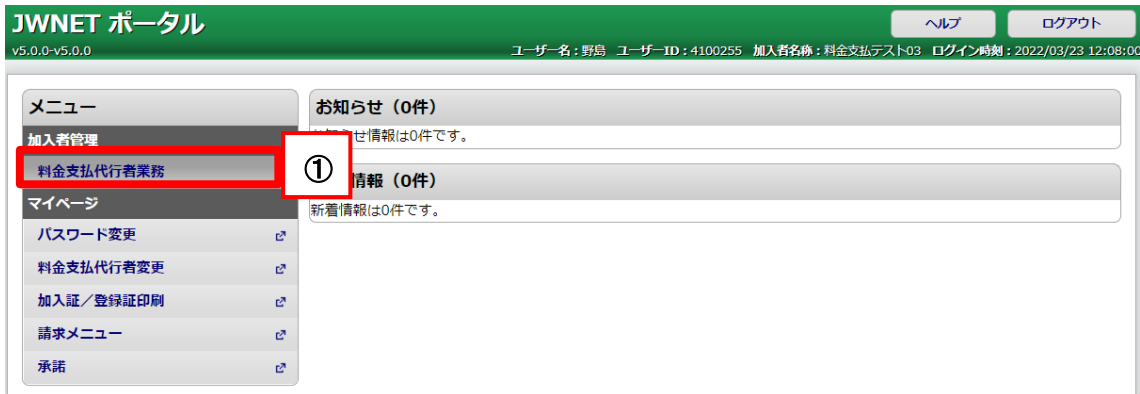 JWNET ポータル
ヘルプ
ログアウト
v5.0.0-v5.0.0
ユーザー名：野島 ユーザーID：4100255 加入者名称：料金支払テスト03 ログイン時刻：2022/03/23 12:08:00
メニュー
加入者管理
料金支払代行者業務
①
マイページ
パスワード変更
料金支払代行者変更
加入証／登録証印刷
請求メニュー
承諾
お知らせ（0件）
せ情報は0件です。
情報（0件）
新着情報は0件です。